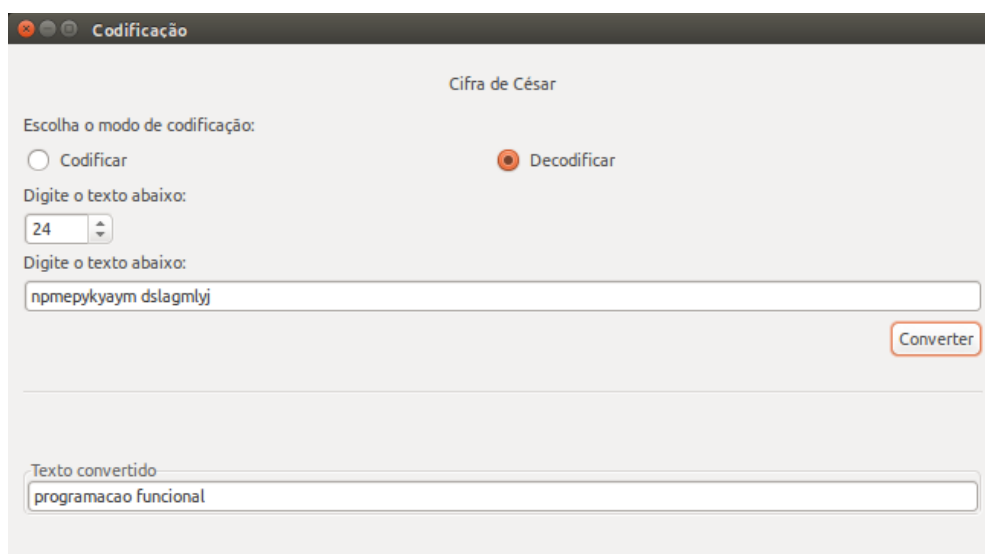 Codificação
Cifra de César
Escolha o modo de codificação:
Codificar Decodificar
Digite o texto abaixo:
24
Digite o texto abaixo:
npmepykyaym dslagmlyj
Converter
Texto convertido
programacao funcional